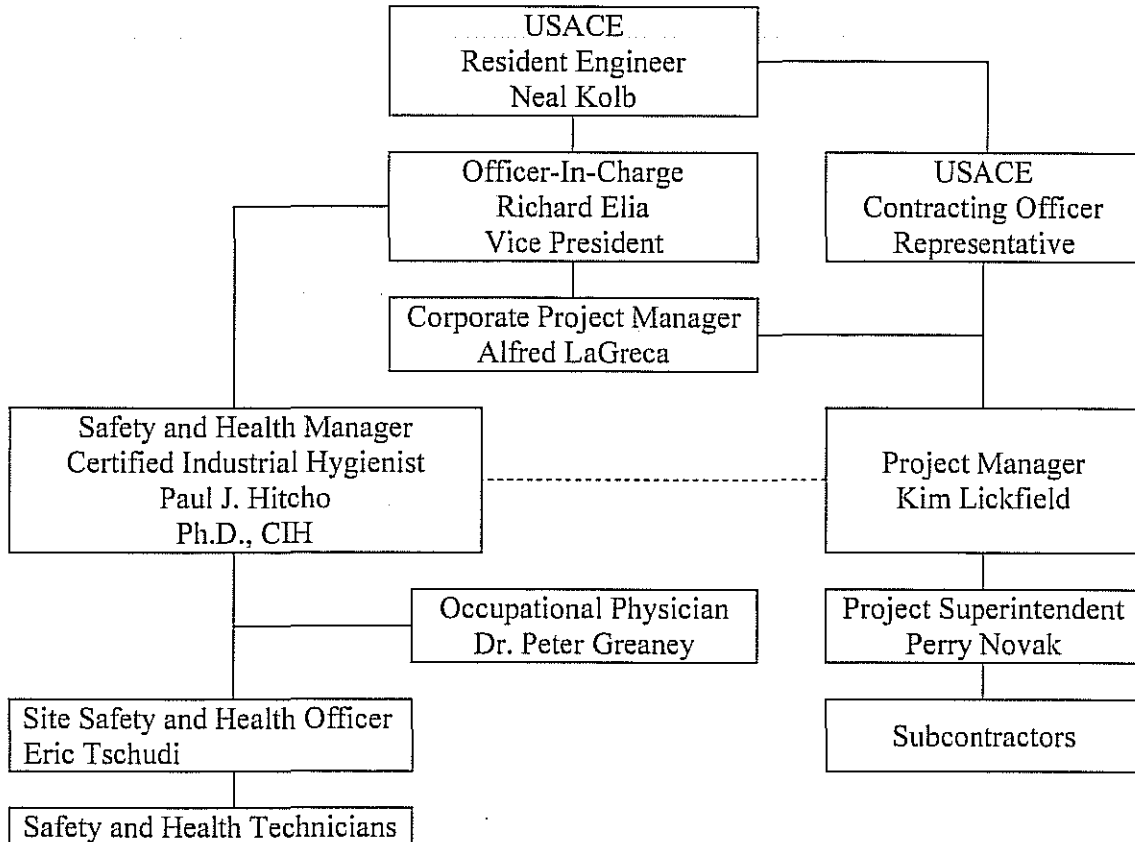 USACE
Resident Engineer
Neal Kolb
Officer-In-Charge
Richard Elia
Vice President
USACE
Contracting Officer
Representative
Corporate Project Manager
Alfred LaGreca
Safety and Health Manager
Certified Industrial Hygienist
Paul J. Hitcho
Ph.D., CIH
Project Manager
Kim Lickfield
Occupational Physician
Dr. Peter Greaney
Project Superintendent
Perry Novak
Site Safety and Health Officer
Eric Tschudi
Subcontractors
Safety and Health Technicians